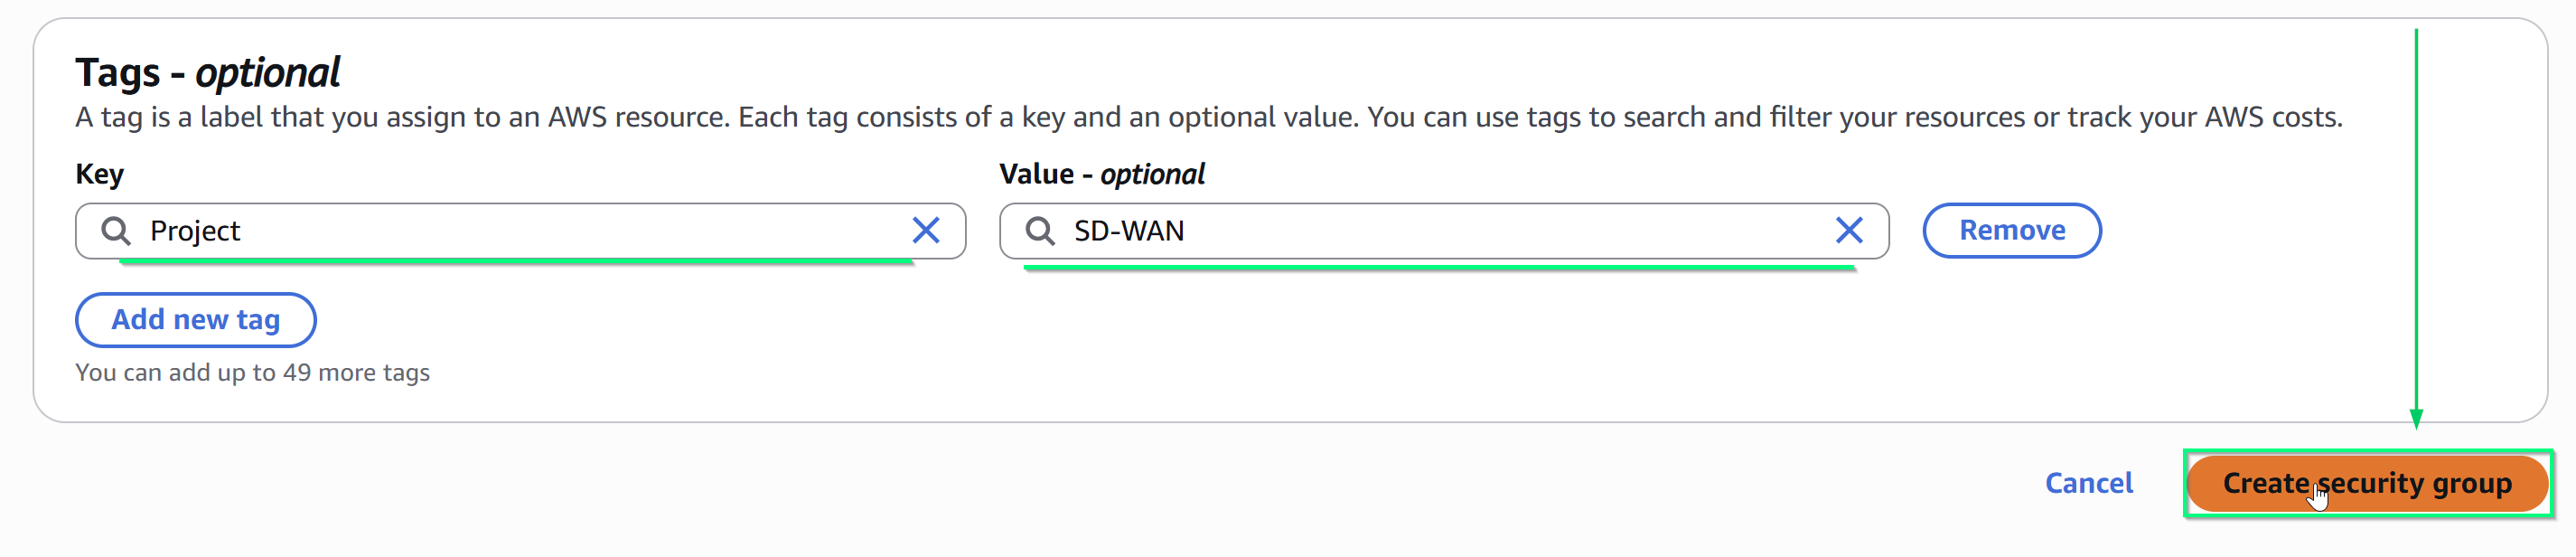 Tags - optional
A tag is a label that you assign to an AWS resource. Each tag consists of a key and an optional value. You can use tags to search and filter your resources or track your AWS costs.
Key
Value - optional
Project
SD-WAN
Remove
Add new tag
You can add up to 49 more tags
Cancel
Create security group